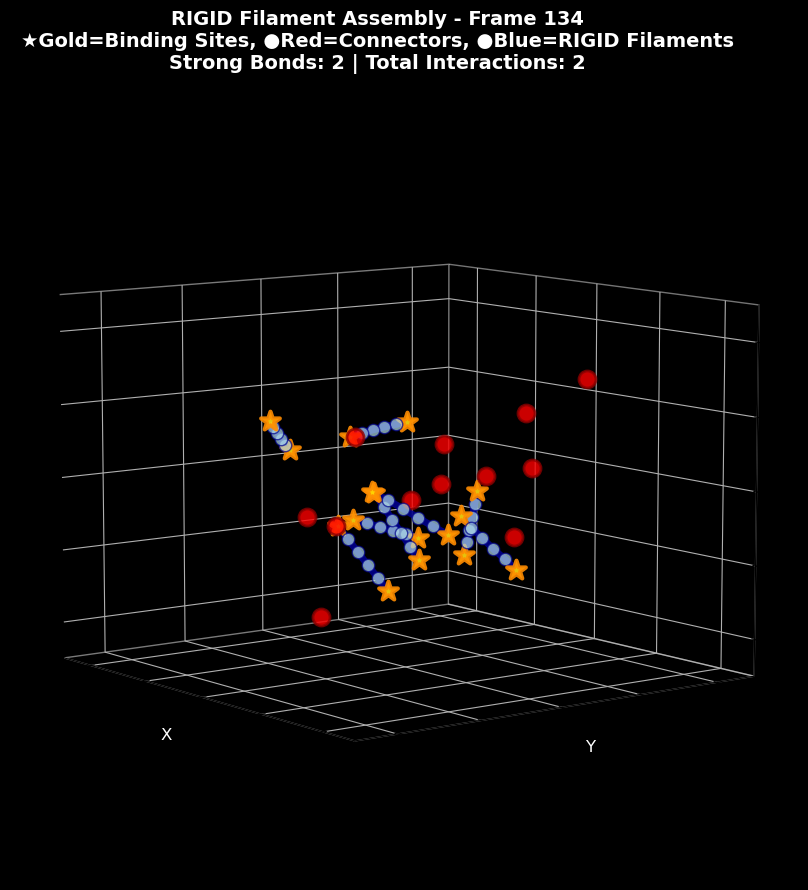 RIGID Filament Assembly - Frame 134
★Gold=Binding Sites, ●Red=Connectors, ●Blue=RIGID Filaments
Strong Bonds: 2 | Total Interactions: 2
X
Y